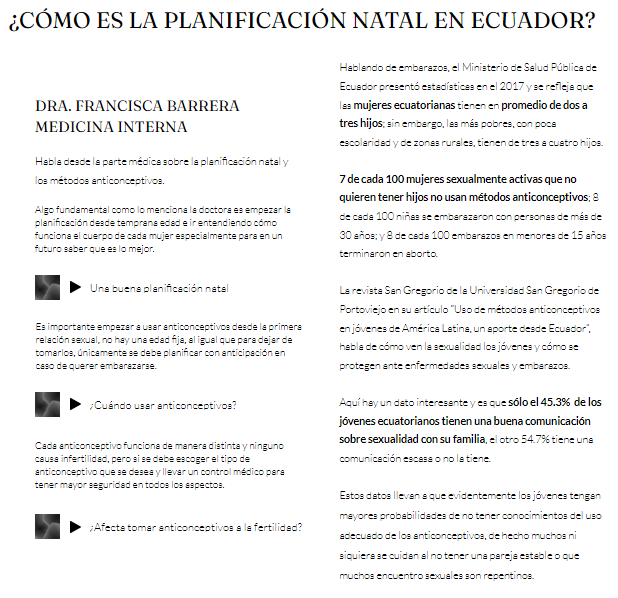 ¿CÓMO ES LA PLANIFICACIÓN NATAL EN ECUADOR?
DRA. FRANCISCA BARRERA
MEDICINA INTERNA
Habla desde la parte médica sobre la planificación natal y
los métodos anticonceptivos.
Algo fundamental como lo menciona la doctora es empezar la
planificación desde temprana edad e ir entendiendo cómo
funciona el cuerpo de cada mujer especialmente para en un
futuro saber que es lo mejor.
Una buena planificación natal
Es importante empezar a usar anticonceptivos desde la primera
relación sexual, no hay una edad fija, al igual que para dejar de
tomarlos, únicamente se debe planificar con anticipación en
caso de querer embarazarse.
¿Cuándo usar anticonceptivos?
Cada anticonceptivo funciona de manera distinta y ninguno
causa infertilidad, pero si se debe escoger el tipo de
anticonceptivo que se desea y llevar un control médico para
tener mayor seguridad en todos los aspectos.
¿Afecta tomar anticonceptivos a la fertilidad?
Hablando de embarazos, el Ministerio de Salud Pública de
Ecuador presentó estadísticas en el 2017 y se refleja que
las mujeres ecuatorianas tienen en promedio de dos a
tres hijos; sin embargo, las más pobres, con poca
escolaridad y de zonas rurales, tienen de tres a cuatro hijos.
7 de cada 100 mujeres sexualmente activas que no
quieren tener hijos no usan métodos anticonceptivos; 8
de cada 100 niñas se embarazaron con personas de más de
30 años; y 8 de cada 100 embarazos en menores de 15 años
terminaron en aborto.
La revista San Gregorio de la Universidad San Gregorio de
Portoviejo en su artículo "Uso de métodos anticonceptivos
en jóvenes de América Latina, un aporte desde Ecuador",
habla de cómo ven la sexualidad los jóvenes y cómo se
protegen ante enfermedades sexuales y embarazos.
Aquí hay un dato interesante y es que sólo el 45.3% de los
jóvenes ecuatorianos tienen una buena comunicación
sobre sexualidad con su familia, el otro 54.7% tiene una
comunicación escasa o no la tiene.
Estos datos llevan a que evidentemente los jóvenes tengan
mayores probabilidades de no tener conocimientos del uso
adecuado de los anticonceptivos, de hecho muchos ni
siquiera se cuidan al no tener una pareja estable o que
muchos encuentro sexuales son repentinos.